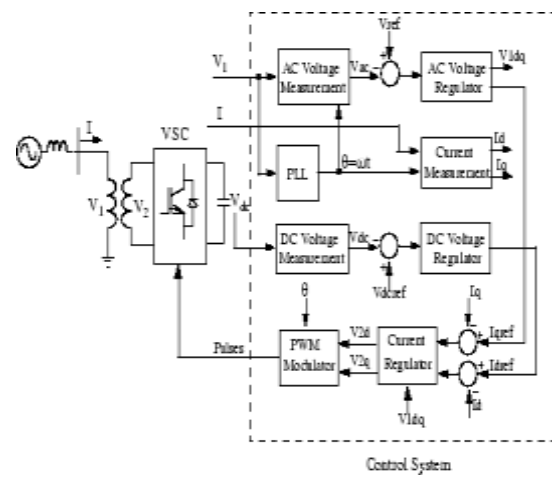 Vref
V1
AC Voltage
Measurement
Vac
AC Voltage
Regulator
V1dq
I
I
VSC
PLL
θ=ωt
Current
Measurement
Id
Iq
V1
V2
Vdc
DC Voltage
Measurement
Vdc
DC Voltage
Regulator
Vdcref
θ
Iq
Iqref
Pulses
PWM
Modulator
V2d
V2q
Current
Regulator
Idref
Id
V1dq
Control System